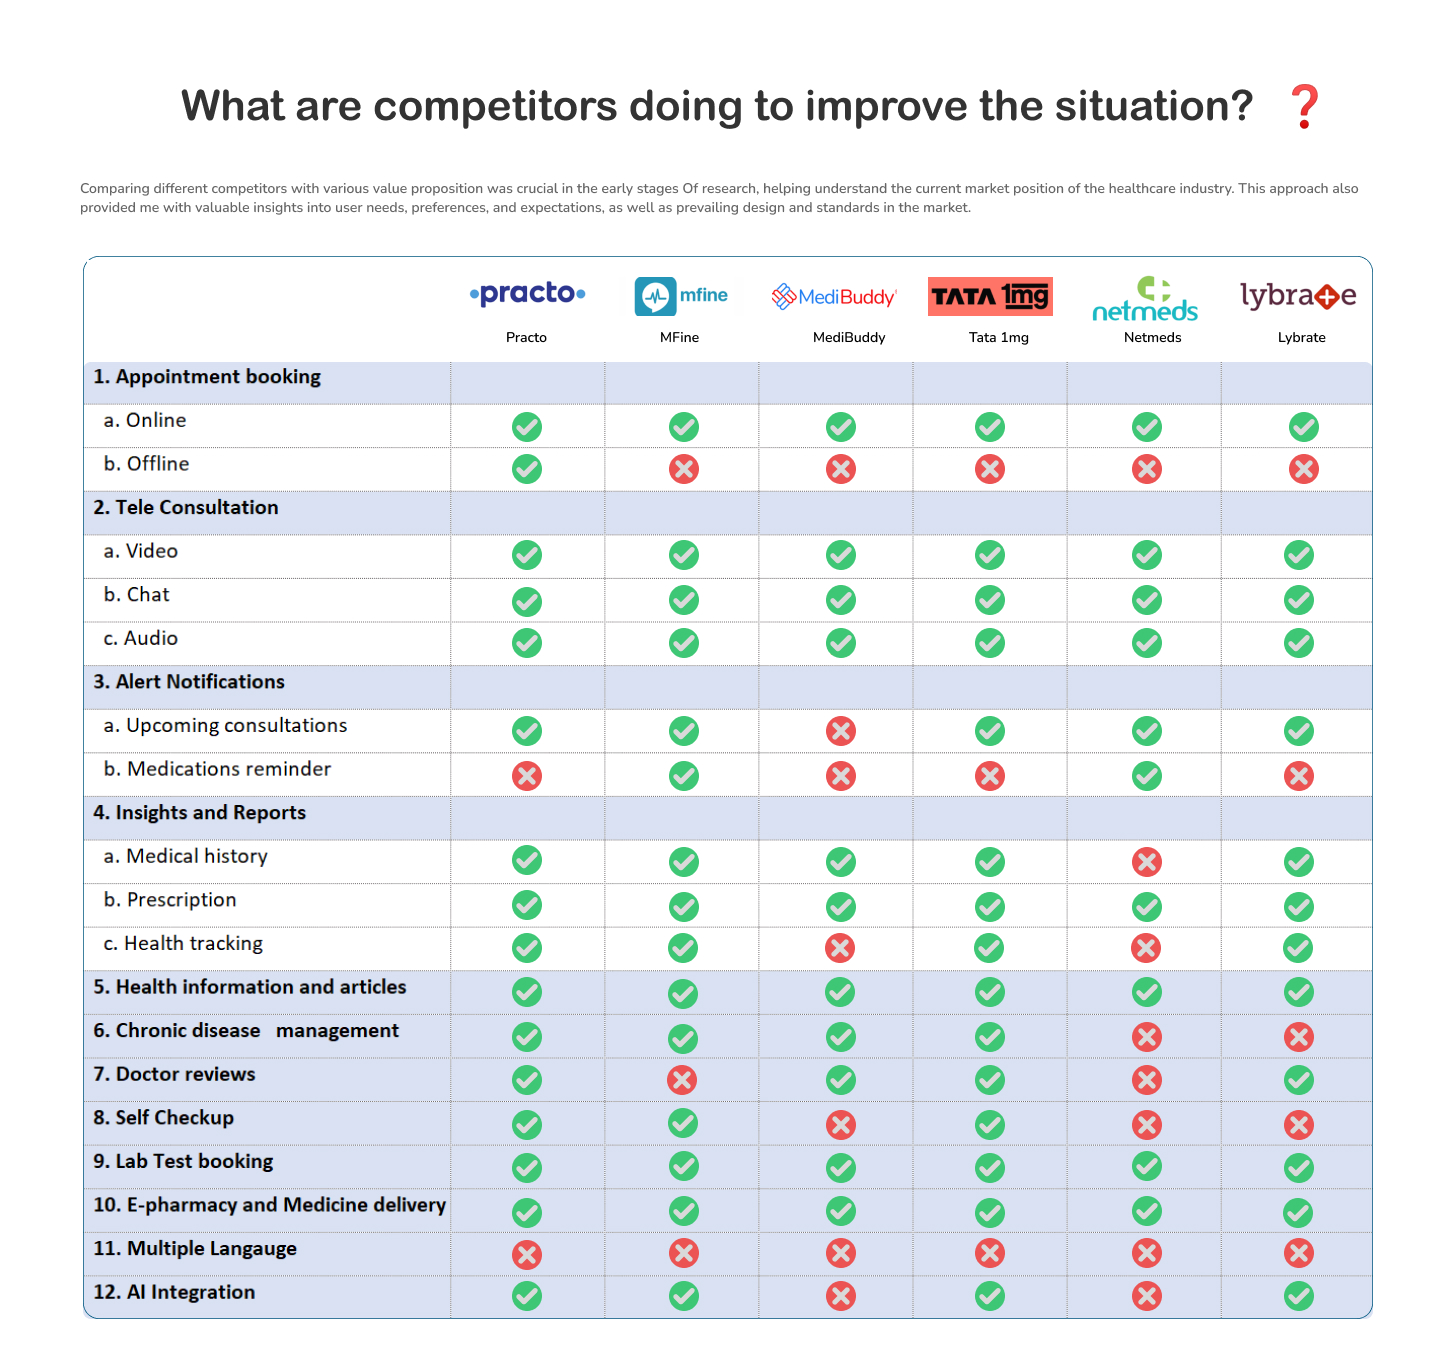 What are competitors doing to improve the situation? ❓
Comparing different competitors with various value proposition was crucial in the early stages Of research, helping understand the current market position of the healthcare industry. This approach also
provided me with valuable insights into user needs, preferences, and expectations, as well as prevailing design and standards in the market.
practo mfine MediBuddy TATA 1mg netmeds lybrate
Practo MFine MediBuddy Tata 1mg Netmeds Lybrate
1. Appointment booking
a. Online
b. Offline
2. Tele Consultation
a. Video
b. Chat
c. Audio
3. Alert Notifications
a. Upcoming consultations
b. Medications reminder
4. Insights and Reports
a. Medical history
b. Prescription
c. Health tracking
5. Health information and articles
6. Chronic disease management
7. Doctor reviews
8. Self Checkup
9. Lab Test booking
10. E-pharmacy and Medicine delivery
11. Multiple Langauge
12. AI Integration